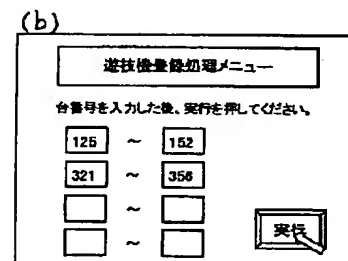 (b)
遊技機登録処理メニュー
台番号を入力した後、実行を押してください。
125 ~ 152
321 ~ 356
~
~ 実行